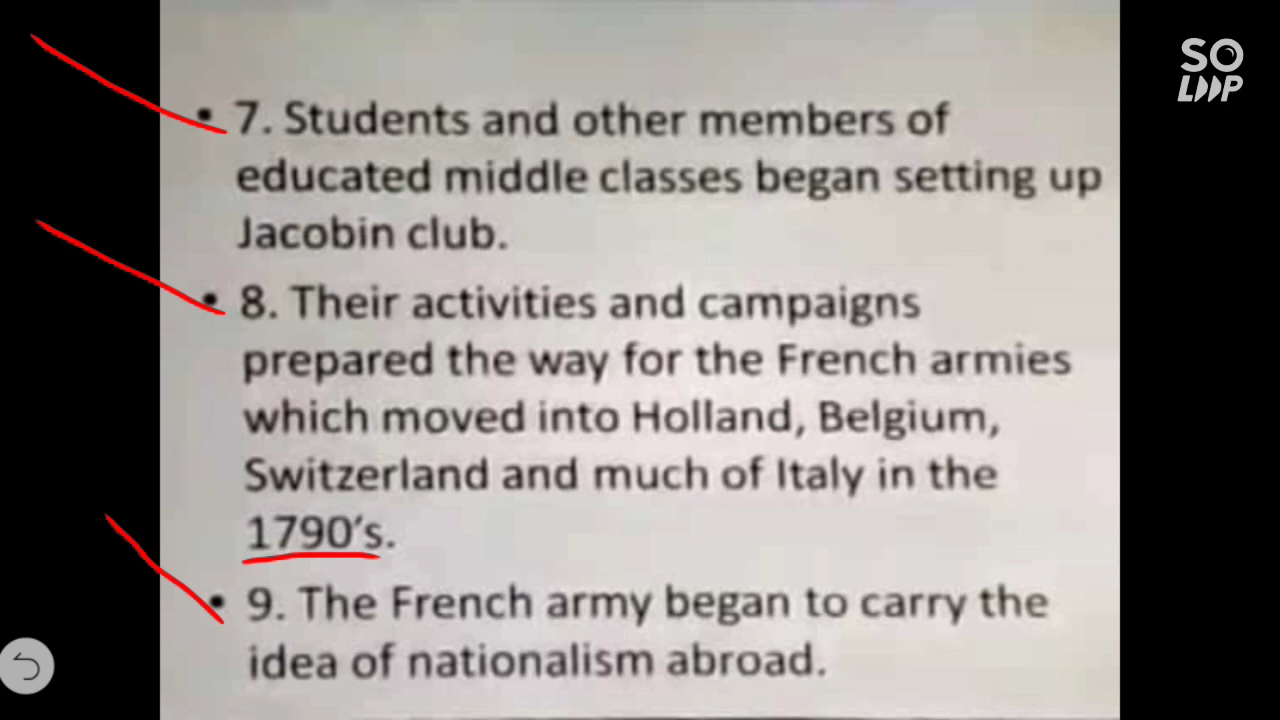 SO
LOOP
• 7. Students and other members of
educated middle classes began setting up
Jacobin club.
• 8. Their activities and campaigns
prepared the way for the French armies
which moved into Holland, Belgium,
Switzerland and much of Italy in the
1790's.
• 9. The French army began to carry the
idea of nationalism abroad.